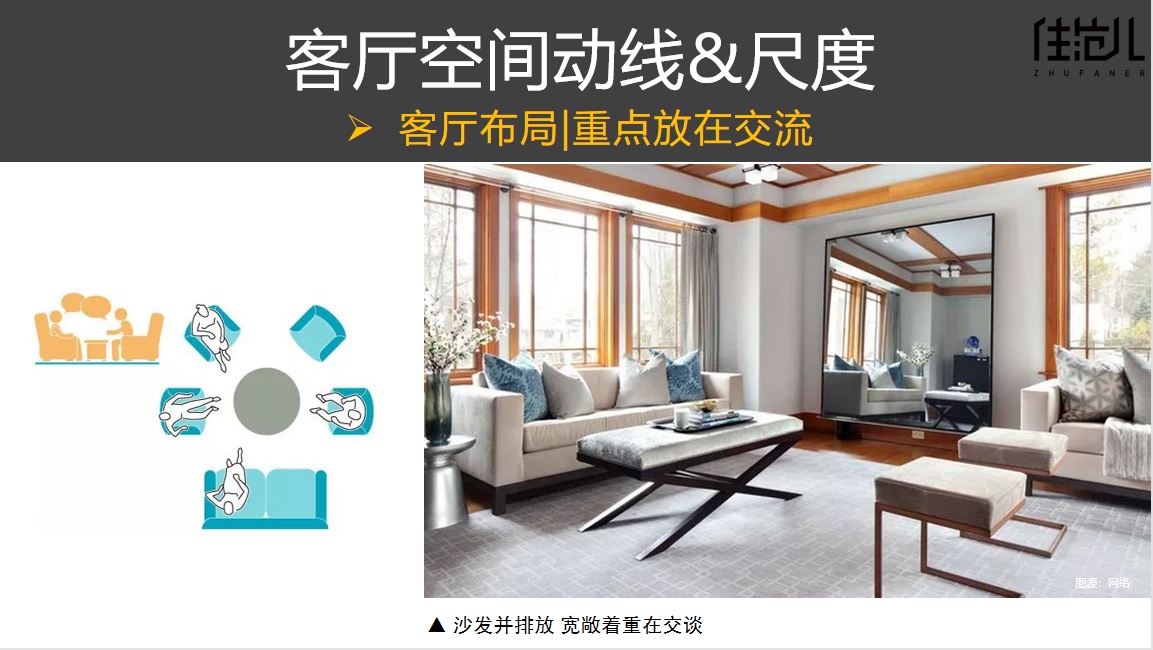 客厅空间动线&尺度
住范儿
ZHUFANER
➢ 客厅布局|重点放在交流
图源：网络
▲ 沙发并排放 宽敞着重在交谈